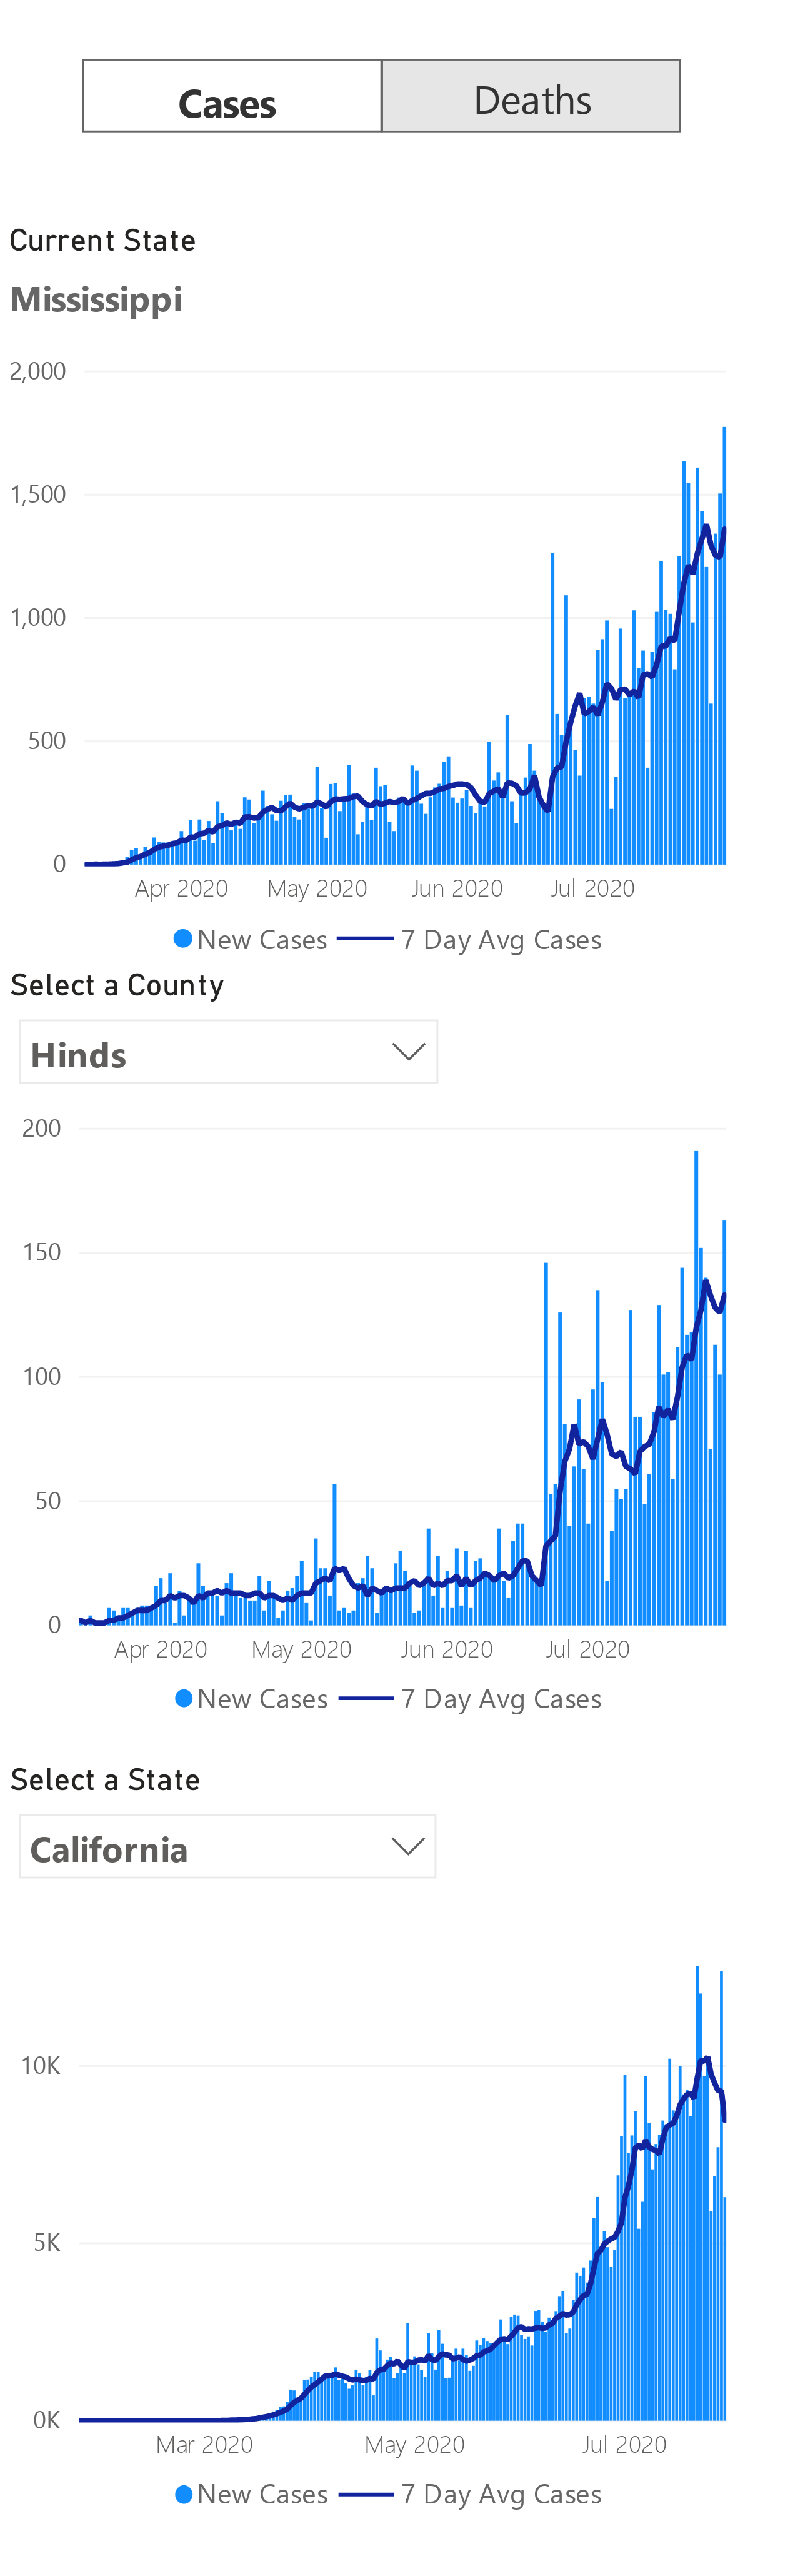 Cases Deaths
Current State
Mississippi
2,000
1,500
1,000
500
0
Apr 2020 May 2020 Jun 2020 Jul 2020
New Cases 7 Day Avg Cases
Select a County
Hinds
200
150
100
50
0
Apr 2020 May 2020 Jun 2020 Jul 2020
New Cases 7 Day Avg Cases
Select a State
California
10K
5K
0K
Mar 2020 May 2020 Jul 2020
New Cases 7 Day Avg Cases